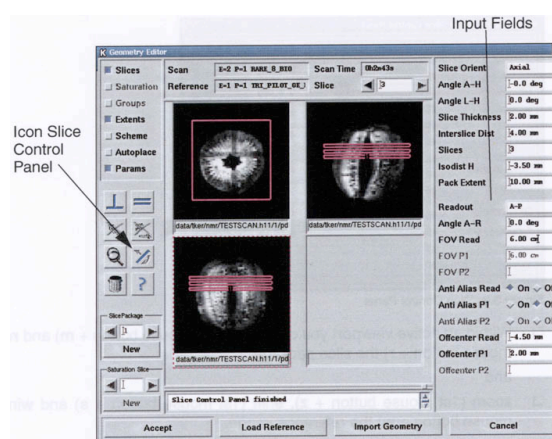 Input Fields
Icon Slice
Control
Panel
Geometry Editor
Slices
Saturation
Groups
Extents
Scheme
Autoplace
Params
SlicePackage
1
New
Saturation Slice
New
Scan
E=2 P=1 RARE_8_BIO
Scan Time
0h2m43s
Reference
E=1 P=1 TRI_PILOT_GE_
Slice
3
data/tker/nmr/TESTSCAN.h11/1/pd
data/tker/nmr/TESTSCAN.h11/1/pd
data/tker/nmr/TESTSCAN.h11/1/pd
Slice Control Panel finished
Slice Orient Axial
Angle A-H -0.0 deg
Angle L-H 0.0 deg
Slice Thickness 2.00 mm
Interslice Dist 4.00 mm
Slices 3
Isodist H -3.50 mm
Pack Extent 10.00 mm
Readout A-P
Angle A-R 0.0 deg
FOV Read 6.00 cm
FOV P1 6.00 cm
FOV P2
Anti Alias Read On
Anti Alias P1 On
Anti Alias P2 On
Offcenter Read -4.50 mm
Offcenter P1 2.00 mm
Offcenter P2
Accept
Load Reference
Import Geometry
Cancel